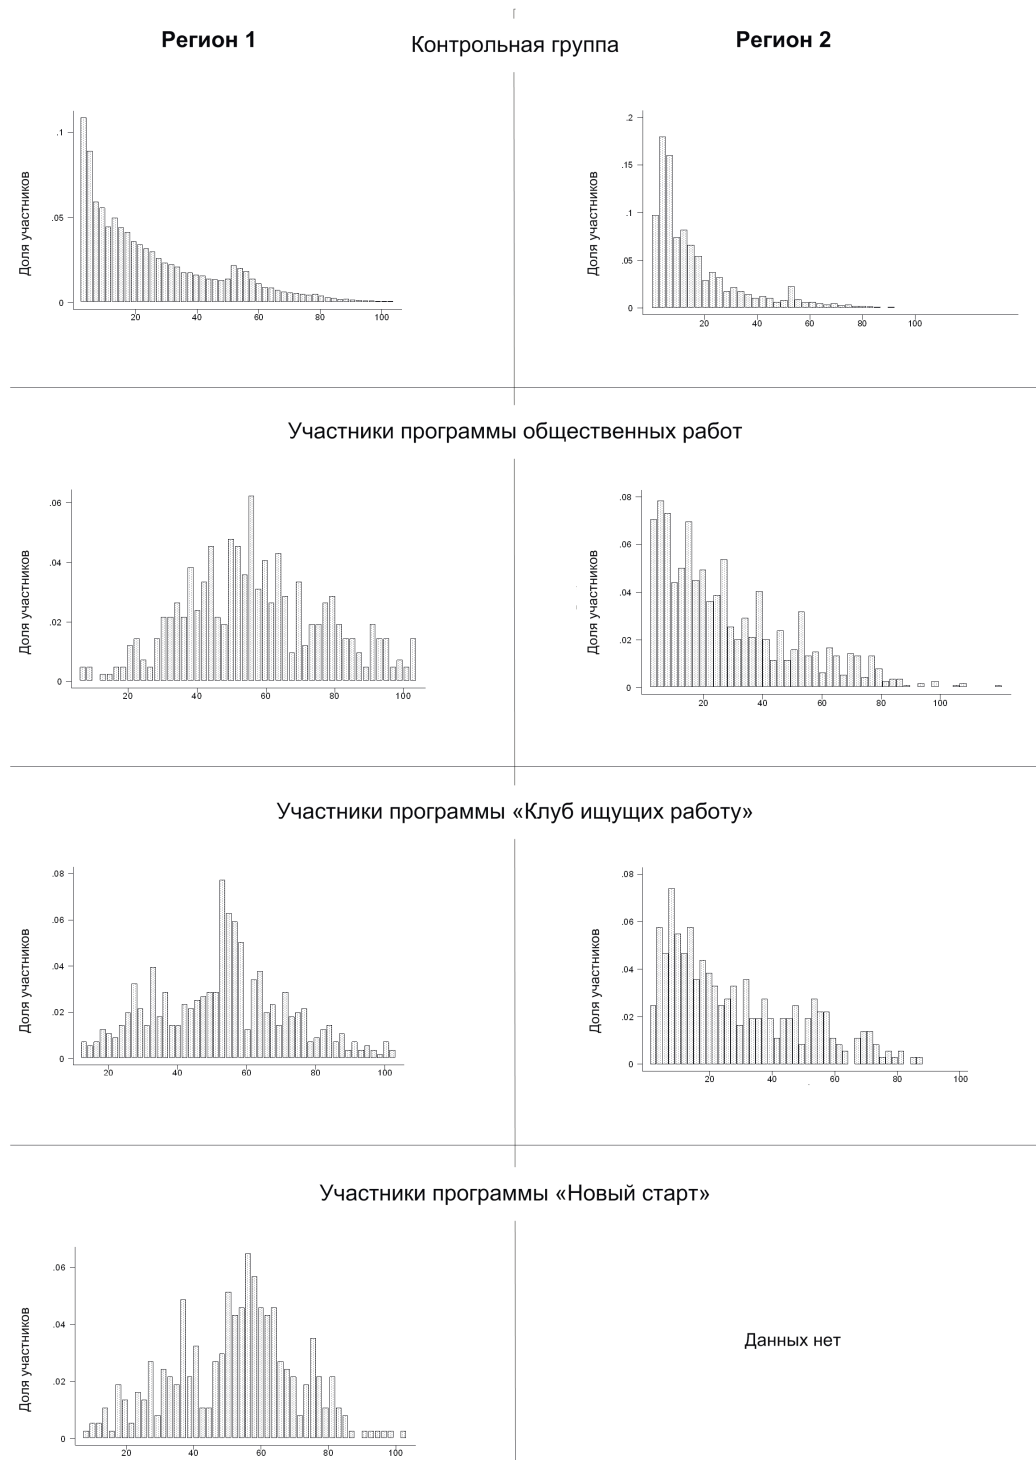 Регион 1
Контрольная группа
Регион 2
Доля участников
.1
.05
0
20 40 60 80 100
Доля участников
.2
.15
.1
.05
0
20 40 60 80 100
Участники программы общественных работ
Доля участников
.06
.04
.02
0
20 40 60 80 100
Доля участников
.08
.06
.04
.02
0
20 40 60 80 100
Участники программы «Клуб ищущих работу»
Доля участников
.08
.06
.04
.02
0
20 40 60 80 100
Доля участников
.08
.06
.04
.02
0
20 40 60 80 100
Участники программы «Новый старт»
Доля участников
.06
.04
.02
0
20 40 60 80 100
Данных нет